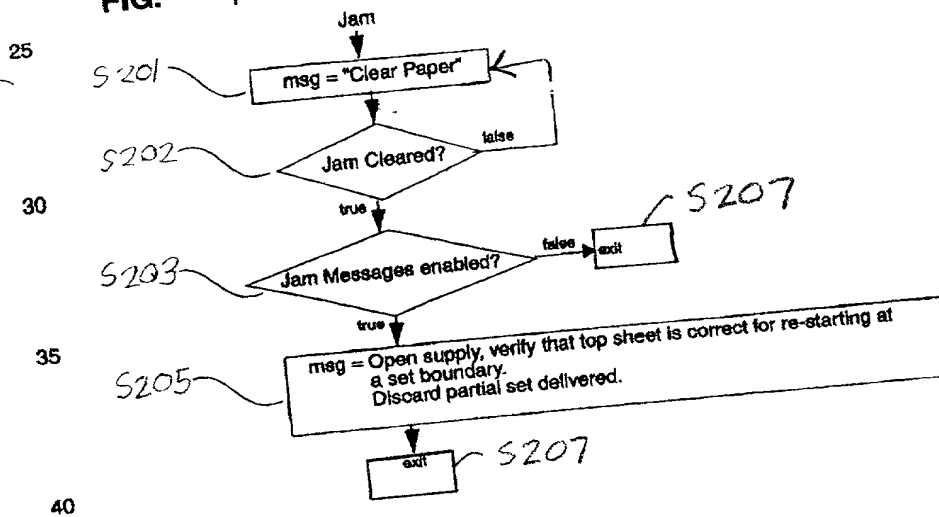 FIG.
Jam
25
S201
msg = "Clear Paper"
false
S202
Jam Cleared?
30
true
S207
false
exit
S203
Jam Messages enabled?
true
35
msg = Open supply, verify that top sheet is correct for re-starting at
a set boundary.
Discard partial set delivered.
S205
exit
S207
40